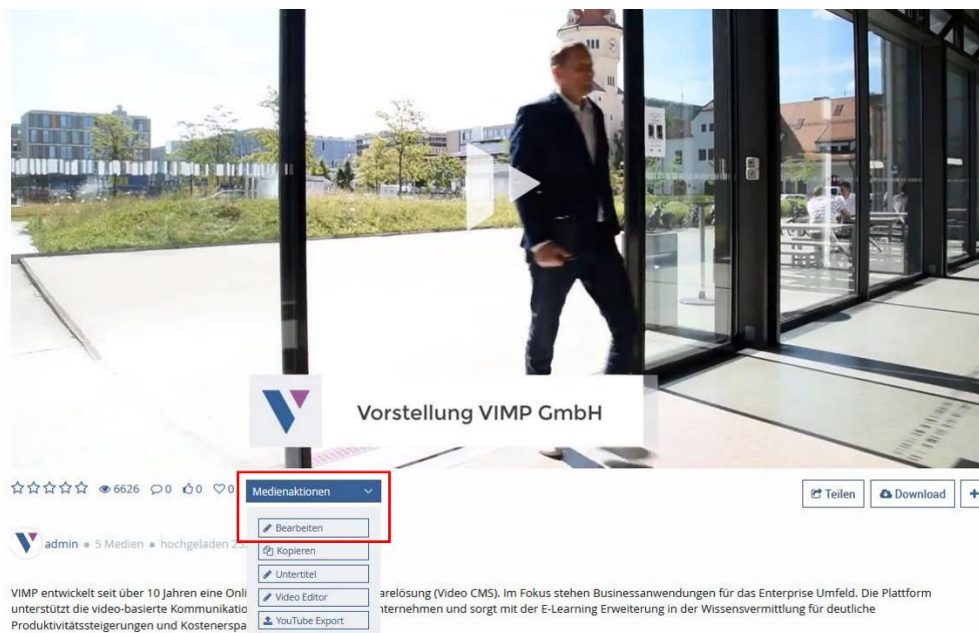 Vorstellung VIMP GmbH
6626 0 0 0
Medienaktionen
Teilen
Download
Bearbeiten
admin • 5 Medien • hochgeladen
Kopieren
Untertitel
Video Editor
YouTube Export
VIMP entwickelt seit über 10 Jahren eine Onli arelösung (Video CMS). Im Fokus stehen Businessanwendungen für das Enterprise Umfeld. Die Plattform
unterstützt die video-basierte Kommunikatio nternehmen und sorgt mit der E-Learning Erweiterung in der Wissensvermittlung für deutliche
Produktivitätssteigerungen und Kostenerspa